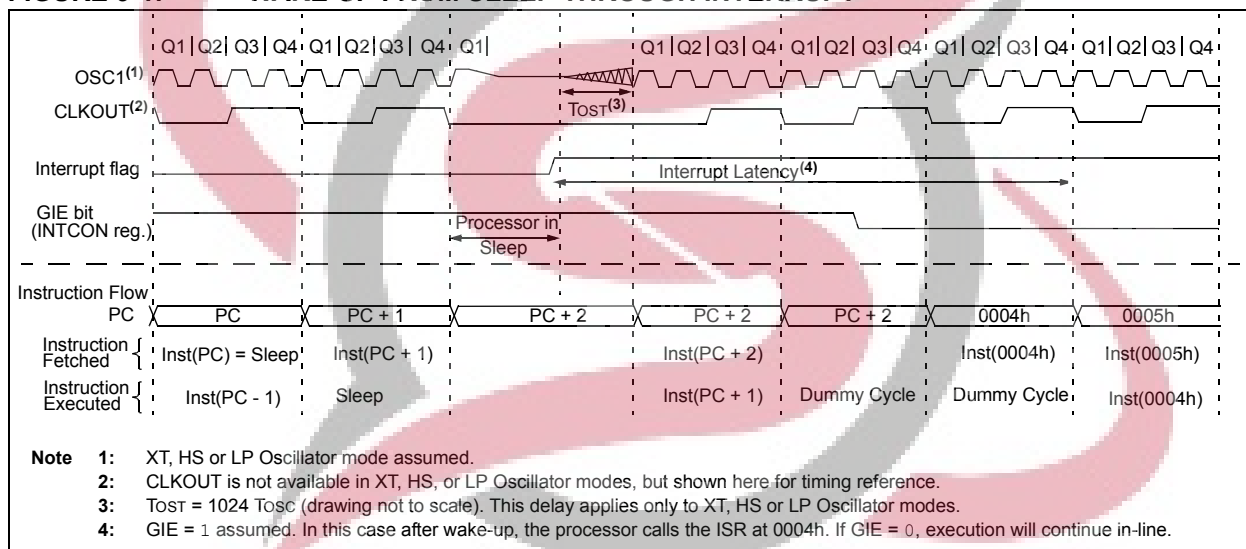 Q1 | Q2 | Q3 | Q4 Q1 | Q2 | Q3 | Q4 Q1 | Q1 | Q2 | Q3 | Q4 Q1 | Q2 | Q3 | Q4 Q1 | Q2 | Q3 | Q4 Q1 | Q2 | Q3 | Q4
OSC1(1)
TOST(3)
CLKOUT(2)
Interrupt flag
Interrupt Latency(4)
GIE bit
(INTCON reg.)
Processor in
Sleep
Instruction Flow
PC PC PC + 1 PC + 2 PC + 2 PC + 2 0004h 0005h
Instruction
Fetched { Inst(PC) = Sleep Inst(PC + 1) Inst(PC + 2) Inst(0004h) Inst(0005h)
Instruction
Executed { Inst(PC - 1) Sleep Inst(PC + 1) Dummy Cycle Dummy Cycle Inst(0004h)
Note 1: XT, HS or LP Oscillator mode assumed.
2: CLKOUT is not available in XT, HS, or LP Oscillator modes, but shown here for timing reference.
3: TOST = 1024 TOSC (drawing not to scale). This delay applies only to XT, HS or LP Oscillator modes.
4: GIE = 1 assumed. In this case after wake-up, the processor calls the ISR at 0004h. If GIE = 0, execution will continue in-line.